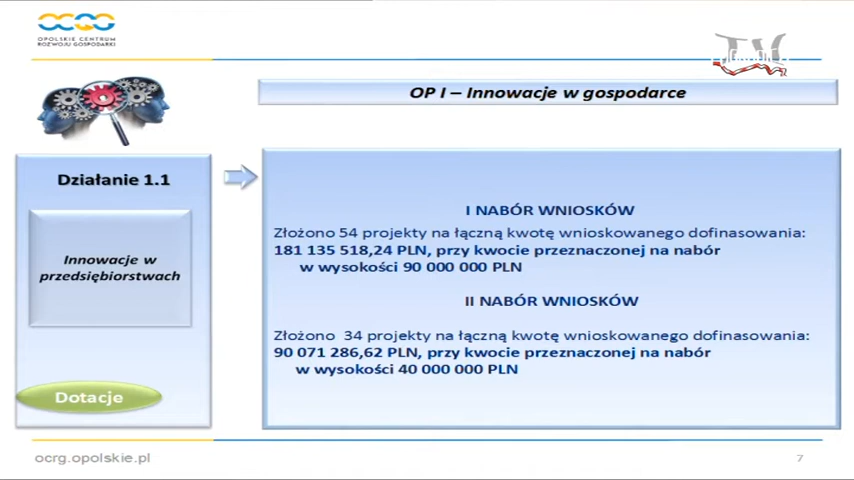 OPOLSKIE CENTRUM
ROZWOJU GOSPODARKI
TV
OP I – Innowacje w gospodarce
Działanie 1.1
Innowacje w
przedsiębiorstwach
Dotacje
I NABÓR WNIOSKÓW
Złożono 54 projekty na łączną kwotę wnioskowanego dofinasowania:
181 135 518,24 PLN, przy kwocie przeznaczonej na nabór
w wysokości 90 000 000 PLN
II NABÓR WNIOSKÓW
Złożono 34 projekty na łączną kwotę wnioskowanego dofinasowania:
90 071 286,62 PLN, przy kwocie przeznaczonej na nabór
w wysokości 40 000 000 PLN
ocrg.opolskie.pl
7